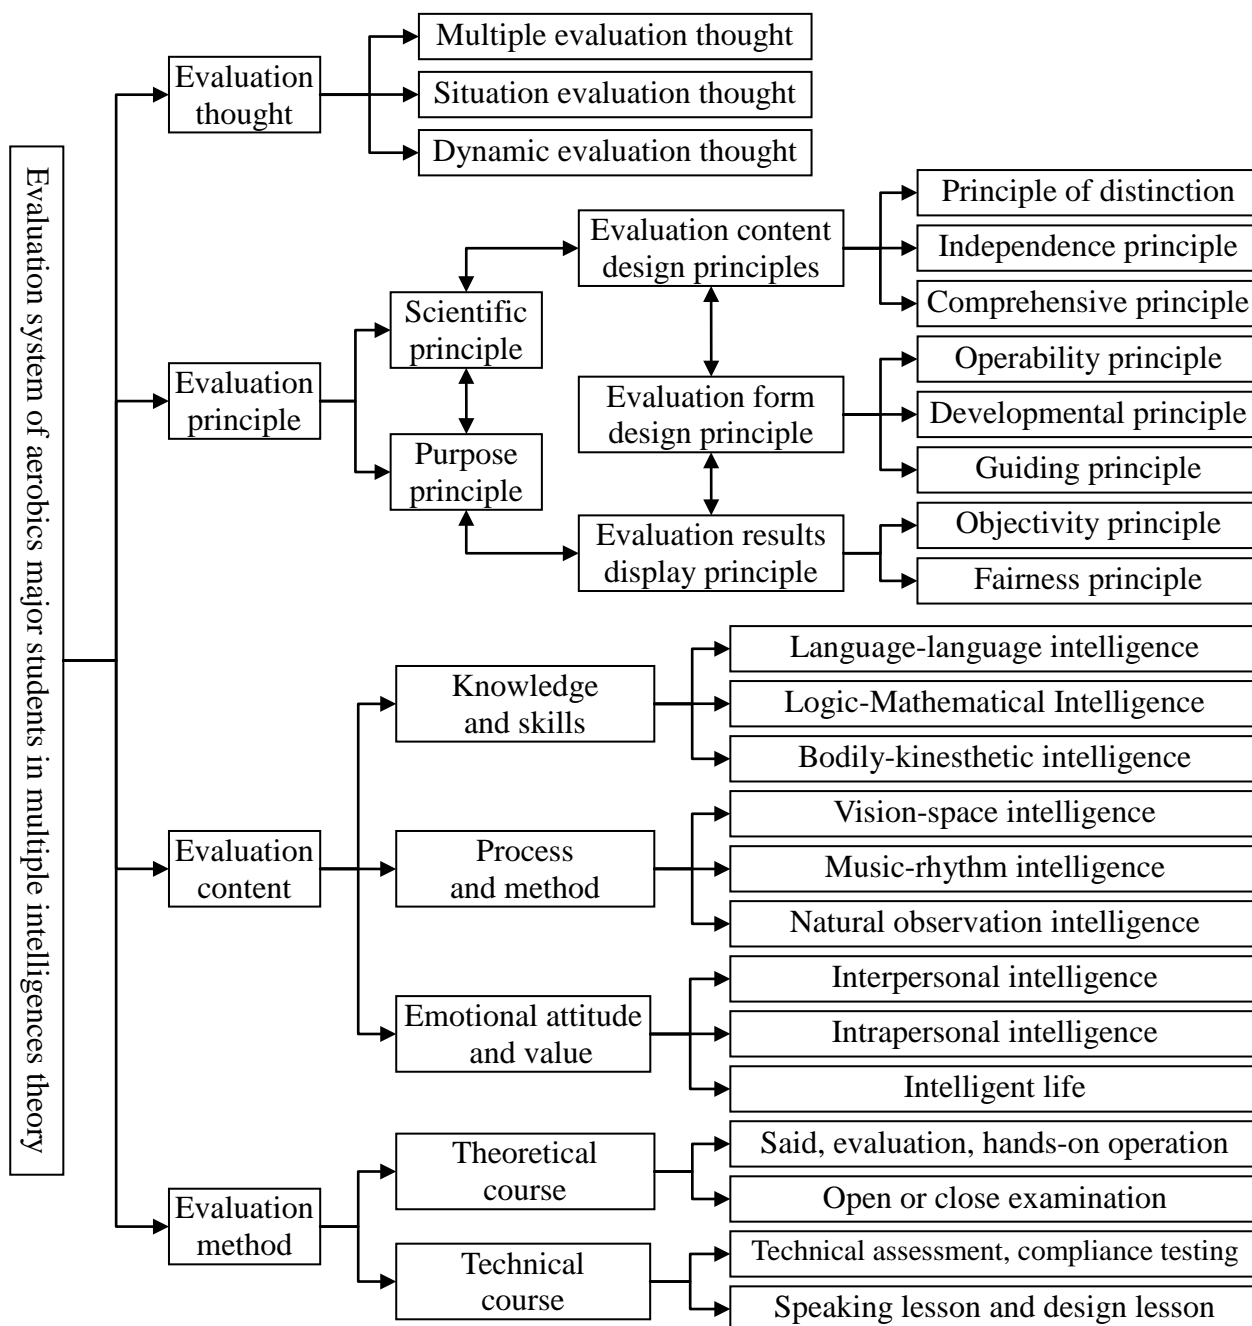 Evaluation system of aerobics major students in multiple intelligences theory
Evaluation
thought
Multiple evaluation thought
Situation evaluation thought
Dynamic evaluation thought
Evaluation
principle
Scientific
principle
Purpose
principle
Evaluation content
design principles
Evaluation form
design principle
Evaluation results
display principle
Principle of distinction
Independence principle
Comprehensive principle
Operability principle
Developmental principle
Guiding principle
Objectivity principle
Fairness principle
Evaluation
content
Knowledge
and skills
Language-language intelligence
Logic-Mathematical Intelligence
Bodily-kinesthetic intelligence
Process
and method
Vision-space intelligence
Music-rhythm intelligence
Natural observation intelligence
Emotional attitude
and value
Interpersonal intelligence
Intrapersonal intelligence
Intelligent life
Evaluation
method
Theoretical
course
Said, evaluation, hands-on operation
Open or close examination
Technical
course
Technical assessment, compliance testing
Speaking lesson and design lesson